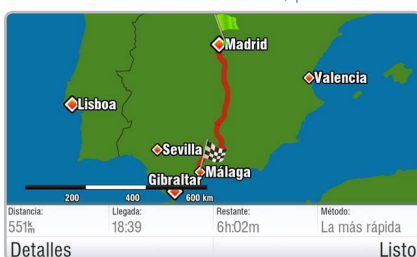 Madrid
Valencia
Lisboa
Sevilla
Málaga
Gibraltar
200 400 600 km
Distancia: Llegada: Restante: Método:
551km 18:39 6h:02m La más rápida
Detalles Listo